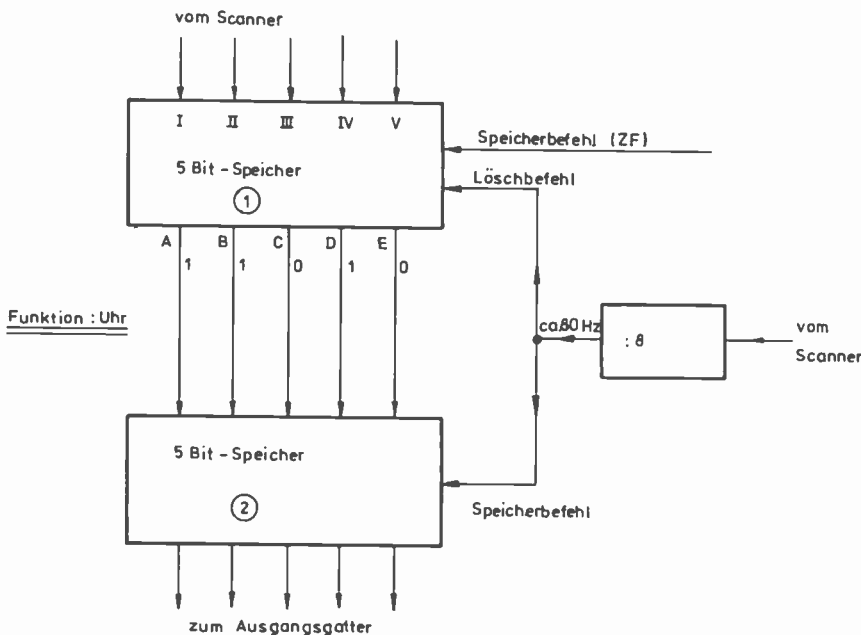 vom Scanner
I II III IV V
Speicherbefehl (ZF)
5 Bit - Speicher
Löschbefehl
1
A B C D E
1 1 0 1 0
Funktion : Uhr
ca.80 Hz
: 8
vom
Scanner
5 Bit - Speicher
2
Speicherbefehl
zum Ausgangsgatter